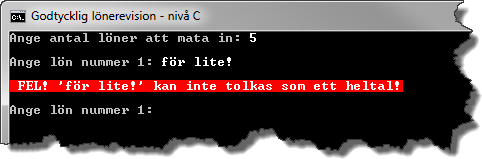 Godtycklig lönerevision - nivå C
Ange antal löner att mata in: 5
Ange lön nummer 1: för lite!
FEL! 'för lite!' kan inte tolkas som ett heltal!
Ange lön nummer 1: